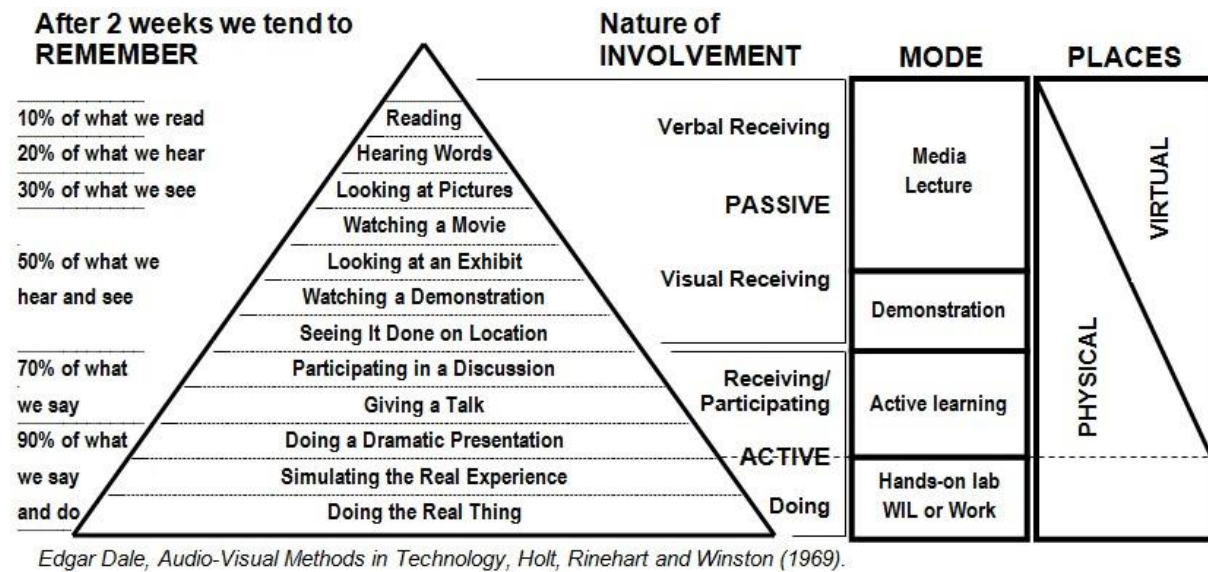 After 2 weeks we tend to
REMEMBER
10% of what we read
20% of what we hear
30% of what we see
50% of what we
hear and see
70% of what
we say
90% of what
we say
and do
Reading
Hearing Words
Looking at Pictures
Watching a Movie
Looking at an Exhibit
Watching a Demonstration
Seeing It Done on Location
Participating in a Discussion
Giving a Talk
Doing a Dramatic Presentation
Simulating the Real Experience
Doing the Real Thing
Nature of
INVOLVEMENT
Verbal Receiving
PASSIVE
Visual Receiving
Receiving/
Participating
ACTIVE
Doing
MODE
Media
Lecture
Demonstration
Active learning
Hands-on lab
WIL or Work
PLACES
VIRTUAL
PHYSICAL
Edgar Dale, Audio-Visual Methods in Technology, Holt, Rinehart and Winston (1969).